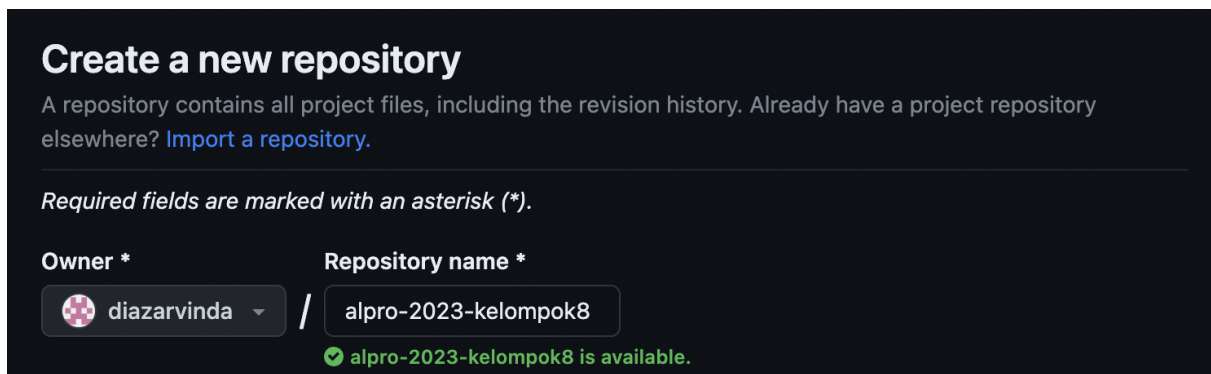 Create a new repository
A repository contains all project files, including the revision history. Already have a project repository
elsewhere? Import a repository.
Required fields are marked with an asterisk (*).
Owner *
Repository name *
diazarvinda / alpro-2023-kelompok8
alpro-2023-kelompok8 is available.